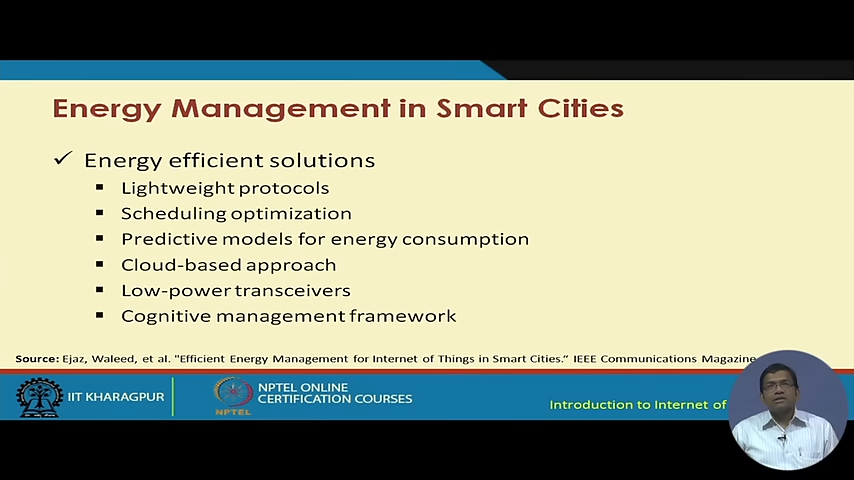 Energy Management in Smart Cities
✓ Energy efficient solutions
▪ Lightweight protocols
▪ Scheduling optimization
▪ Predictive models for energy consumption
▪ Cloud-based approach
▪ Low-power transceivers
▪ Cognitive management framework
Source: Ejaz, Waleed, et al. "Efficient Energy Management for Internet of Things in Smart Cities.” IEEE Communications Magazine
IIT KHARAGPUR
NPTEL
NPTEL ONLINE
CERTIFICATION COURSES
Introduction to Internet of